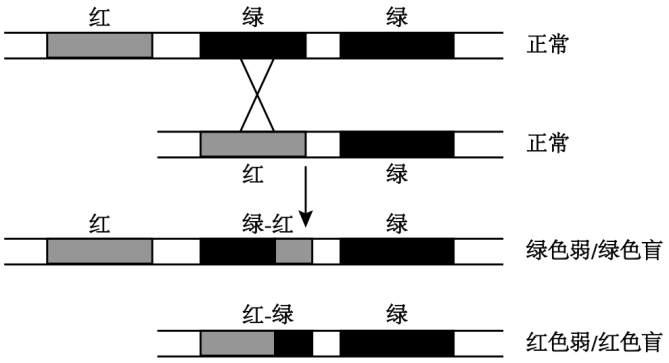 红 绿 绿
正常
正常
红 绿
红 绿-红 绿
绿色弱/绿色盲
红-绿 绿
红色弱/红色盲